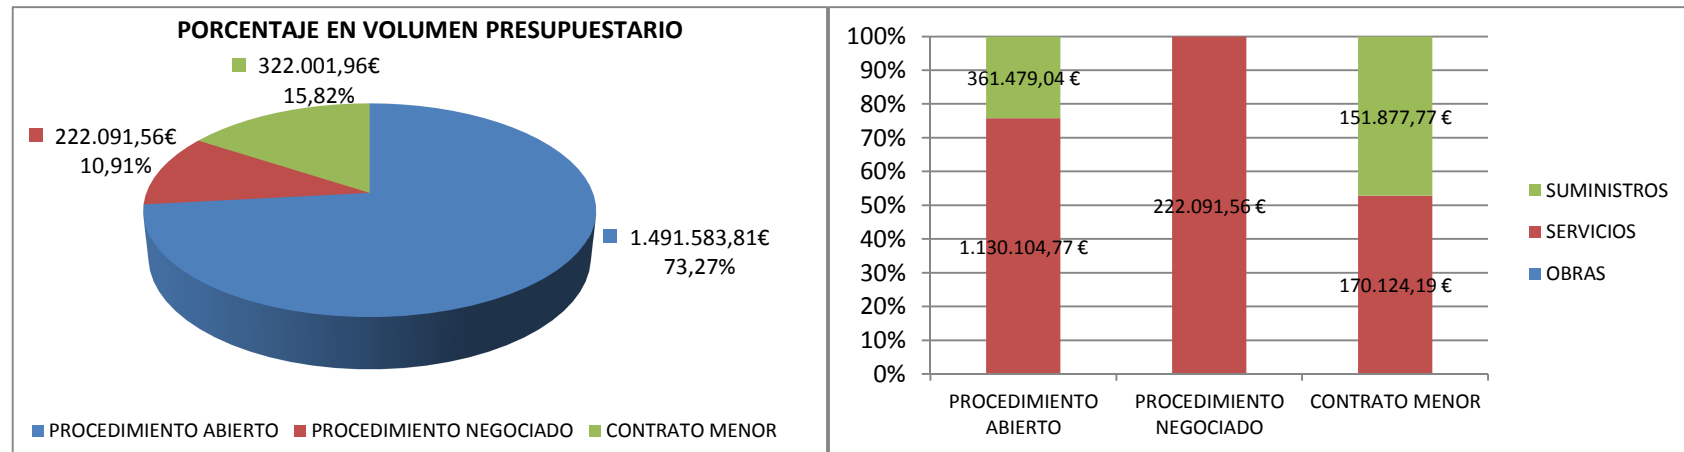 PORCENTAJE EN VOLUMEN PRESUPUESTARIO
322.001,96€
15,82%
222.091,56€
10,91%
1.491.583,81€
73,27%
PROCEDIMIENTO ABIERTO PROCEDIMIENTO NEGOCIADO CONTRATO MENOR
100%
90%
80%
70%
60%
50%
40%
30%
20%
10%
0%
361.479,04 €
1.130.104,77 €
222.091,56 €
151.877,77 €
170.124,19 €
PROCEDIMIENTO
ABIERTO
PROCEDIMIENTO
NEGOCIADO
CONTRATO MENOR
SUMINISTROS
SERVICIOS
OBRAS